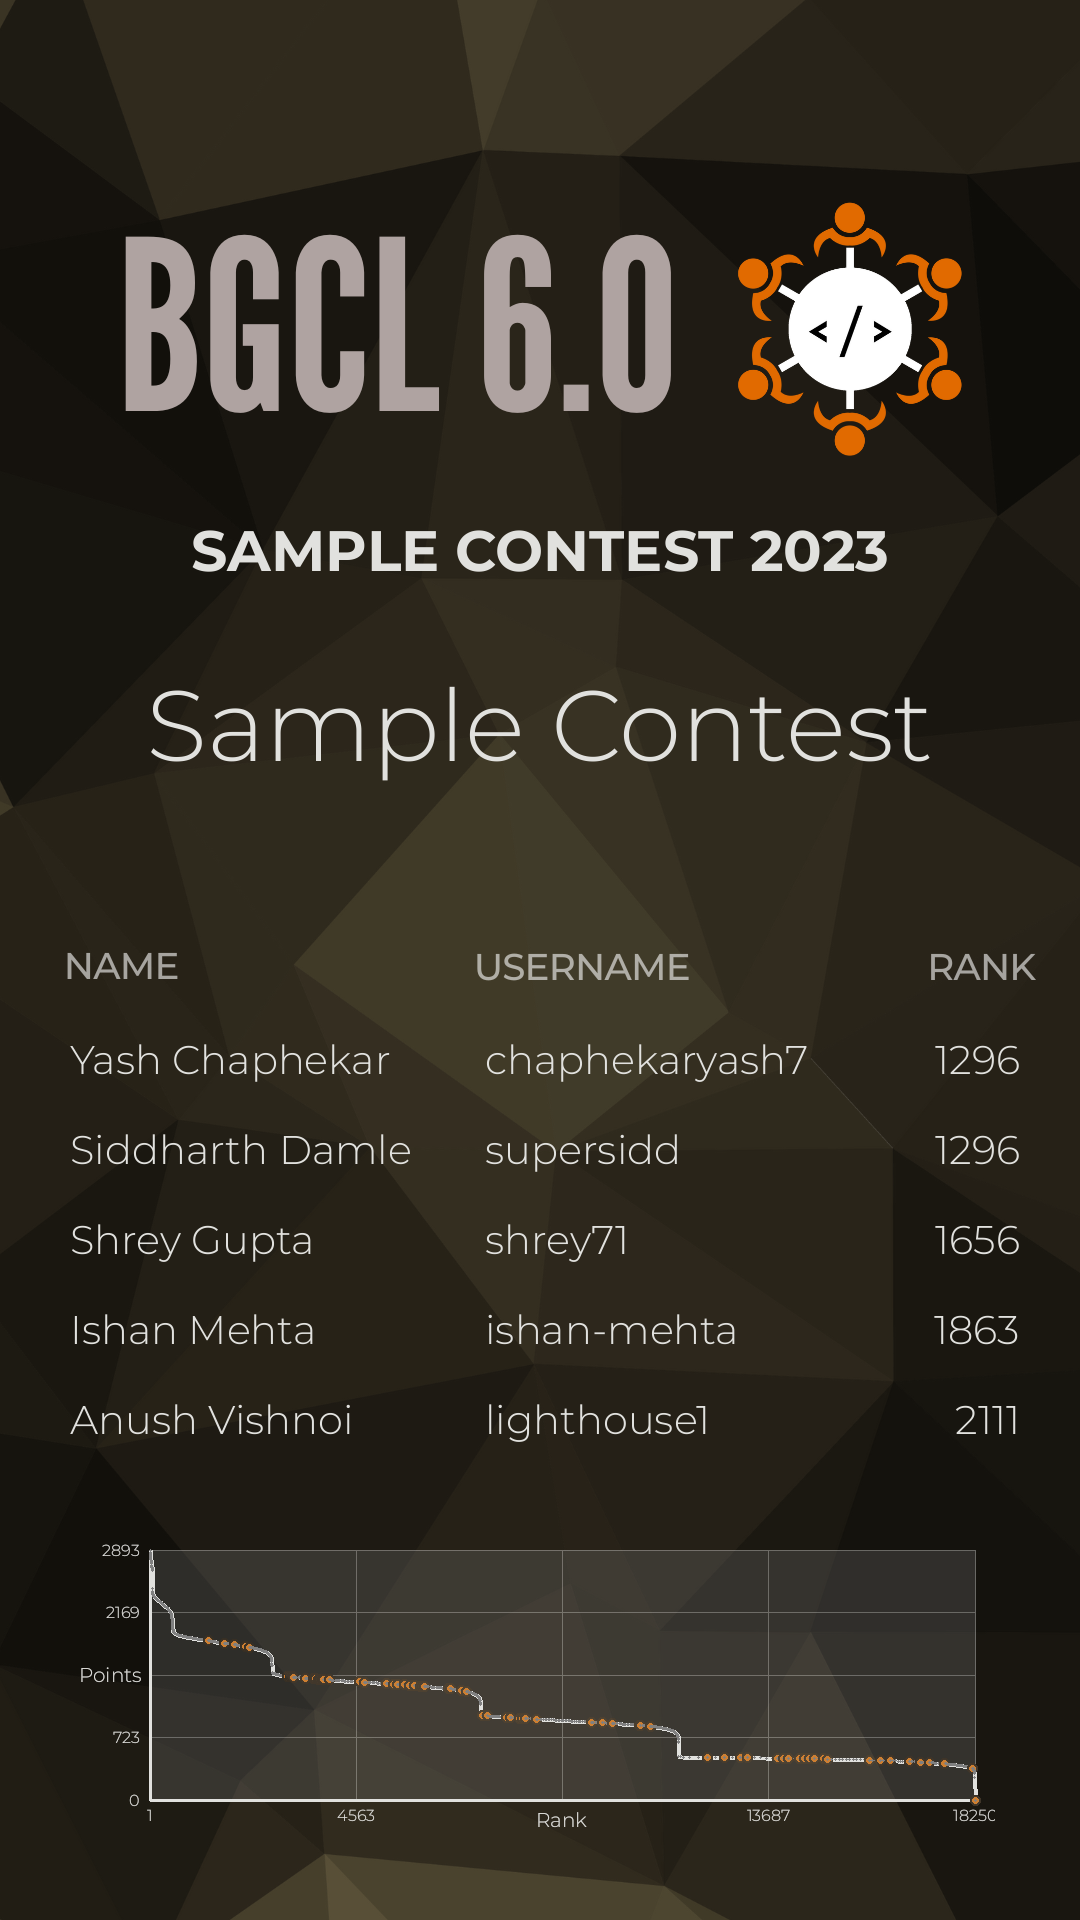 BGCL 6.0
</>
SAMPLE CONTEST 2023
Sample Contest
NAME USERNAME RANK
Yash Chaphekar chaphekaryash7 1296
Siddharth Damle supersidd 1296
Shrey Gupta shrey71 1656
Ishan Mehta ishan-mehta 1863
Anush Vishnoi lighthouse1 2111
2893
2169
Points
723
0
1 4563 Rank 13687 18250